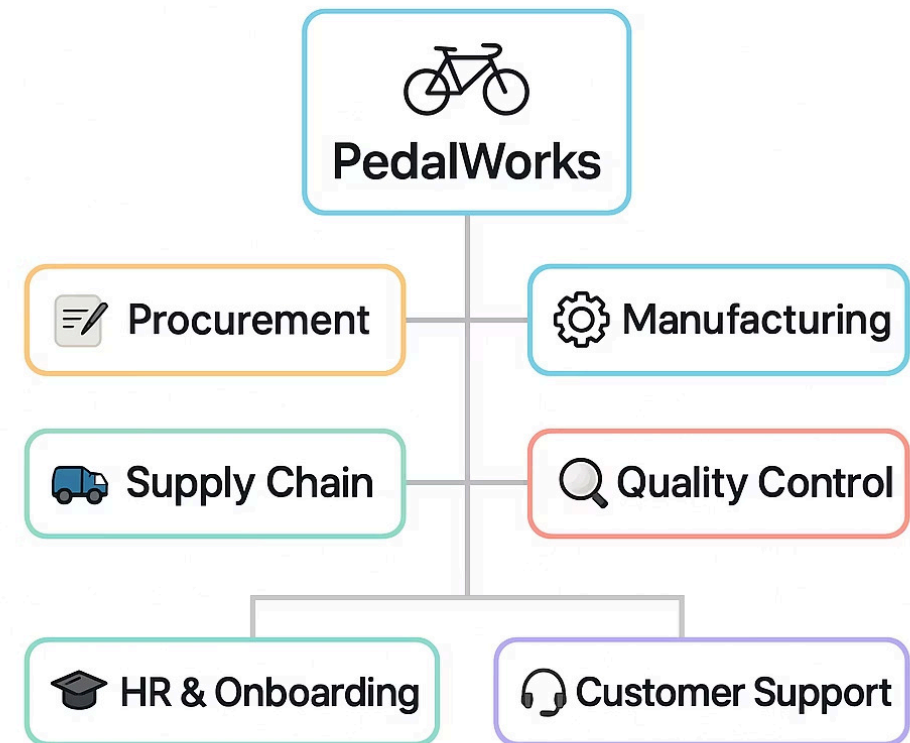 PedalWorks
Procurement
Manufacturing
Supply Chain
Quality Control
HR & Onboarding
Customer Support